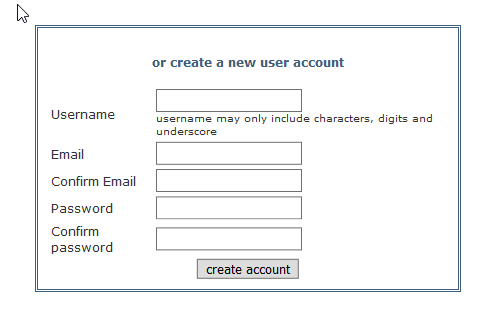 or create a new user account
Username
username may only include characters, digits and
underscore
Email
Confirm Email
Password
Confirm
password
create account